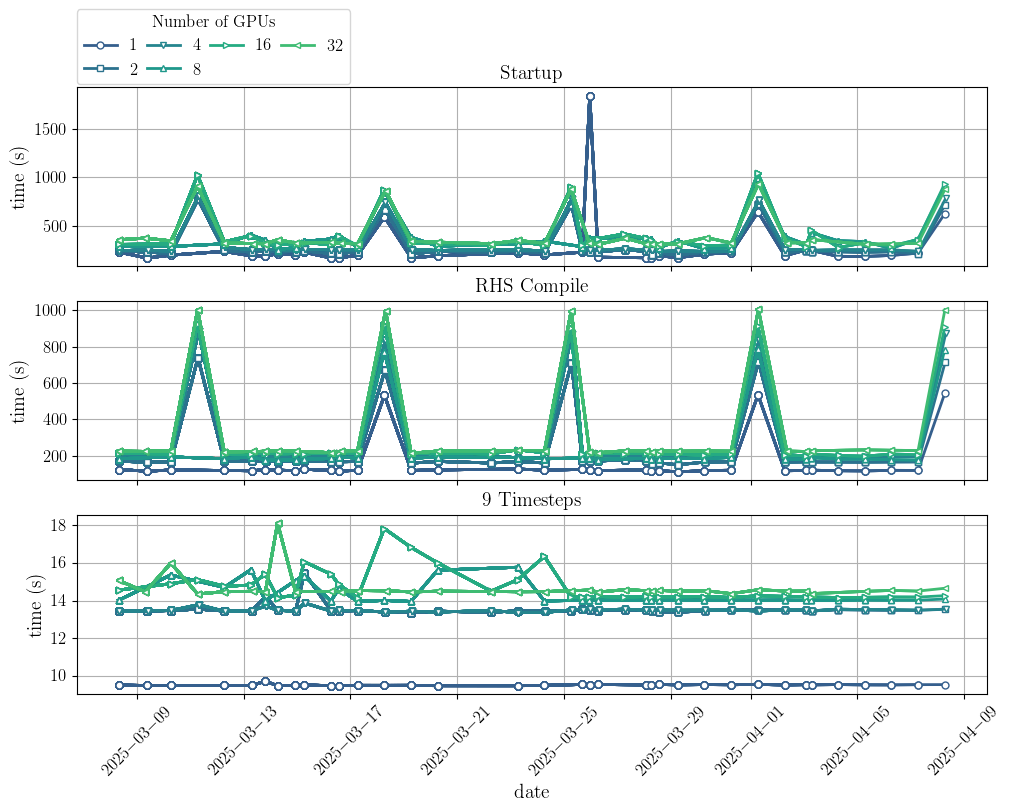 Number of GPUs
1 4 16 32
2 8
Startup
time (s)
1500
1000
500
RHS Compile
time (s)
1000
800
600
400
200
9 Timesteps
time (s)
18
16
14
12
10
2025−03−09 2025−03−13 2025−03−17 2025−03−21 2025−03−25 2025−03−29 2025−04−01 2025−04−05 2025−04−09
date